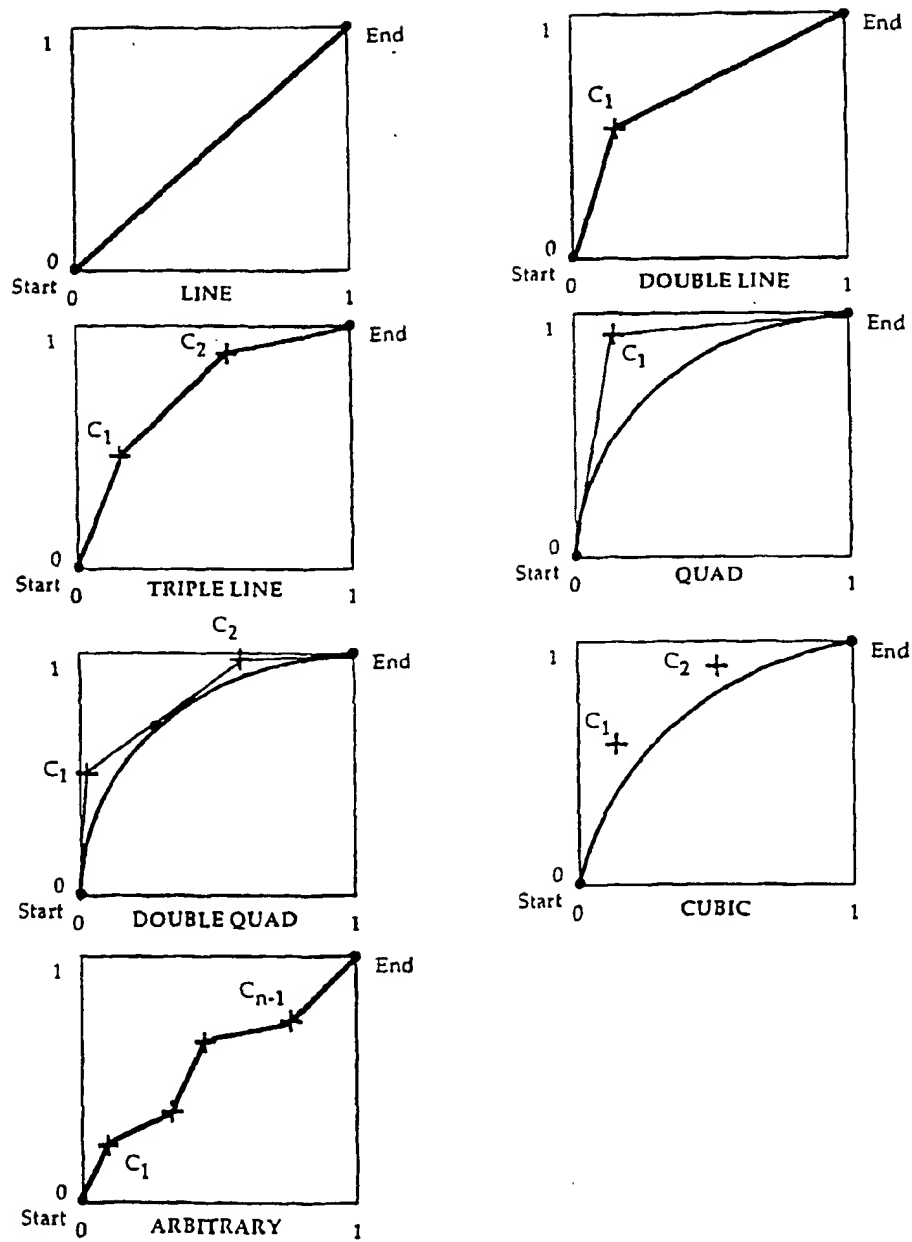 1 End
0
Start 0 LINE 1
1 End
C1
0
Start 0 DOUBLE LINE 1
1 End
C2
C1
0
Start 0 TRIPLE LINE 1
1 End
C1
0
Start 0 QUAD 1
C2
1 End
C1
0
Start 0 DOUBLE QUAD 1
1 End
C2
C1
0
Start 0 CUBIC 1
1 End
Cn-1
C1
0
Start 0 ARBITRARY 1